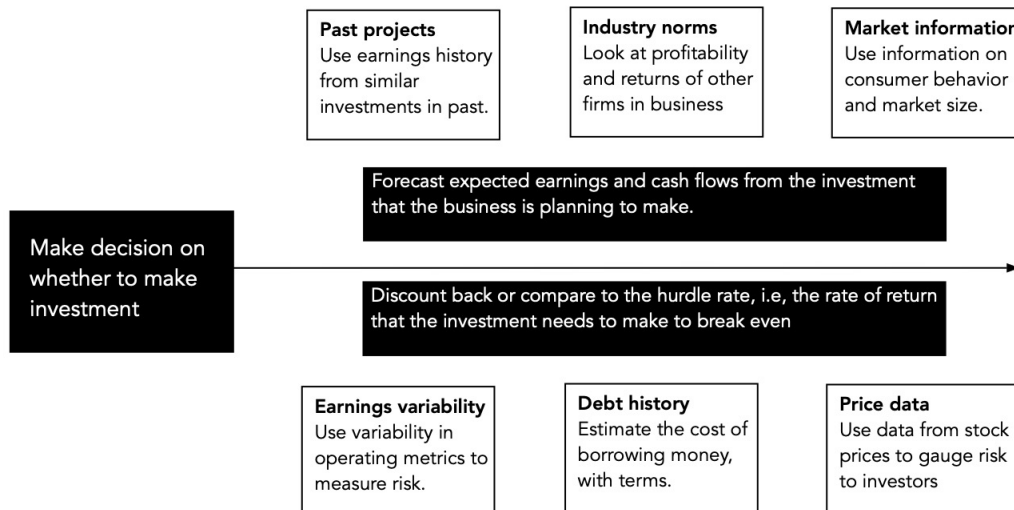 Past projects
Use earnings history
from similar
investments in past.
Industry norms
Look at profitability
and returns of other
firms in business
Market information
Use information on
consumer behavior
and market size.
Forecast expected earnings and cash flows from the investment
that the business is planning to make.
Make decision on
whether to make
investment
Discount back or compare to the hurdle rate, i.e, the rate of return
that the investment needs to make to break even
Earnings variability
Use variability in
operating metrics to
measure risk.
Debt history
Estimate the cost of
borrowing money,
with terms.
Price data
Use data from stock
prices to gauge risk
to investors